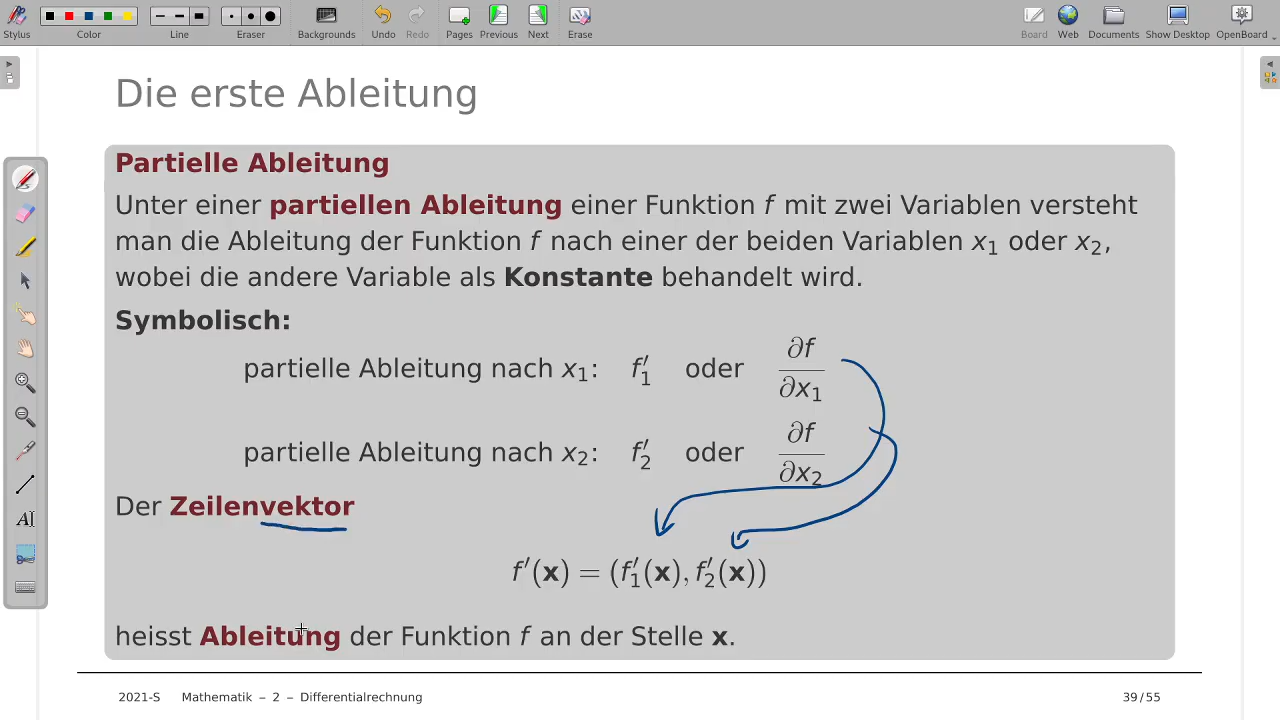 Stylus Color Line Eraser Backgrounds Undo Redo Pages Previous Next Erase Board Web Documents Show Desktop OpenBoard
Die erste Ableitung
Partielle Ableitung
Unter einer partiellen Ableitung einer Funktion f mit zwei Variablen versteht
man die Ableitung der Funktion f nach einer der beiden Variablen x₁ oder x₂,
wobei die andere Variable als Konstante behandelt wird.
Symbolisch:
partielle Ableitung nach x₁: f′₁ oder ∂f/∂x₁
partielle Ableitung nach x₂: f′₂ oder ∂f/∂x₂
Der Zeilenvektor
f′(x) = (f′₁(x), f′₂(x))
heisst Ableitung der Funktion f an der Stelle x.
2021-S Mathematik – 2 – Differentialrechnung 39/55